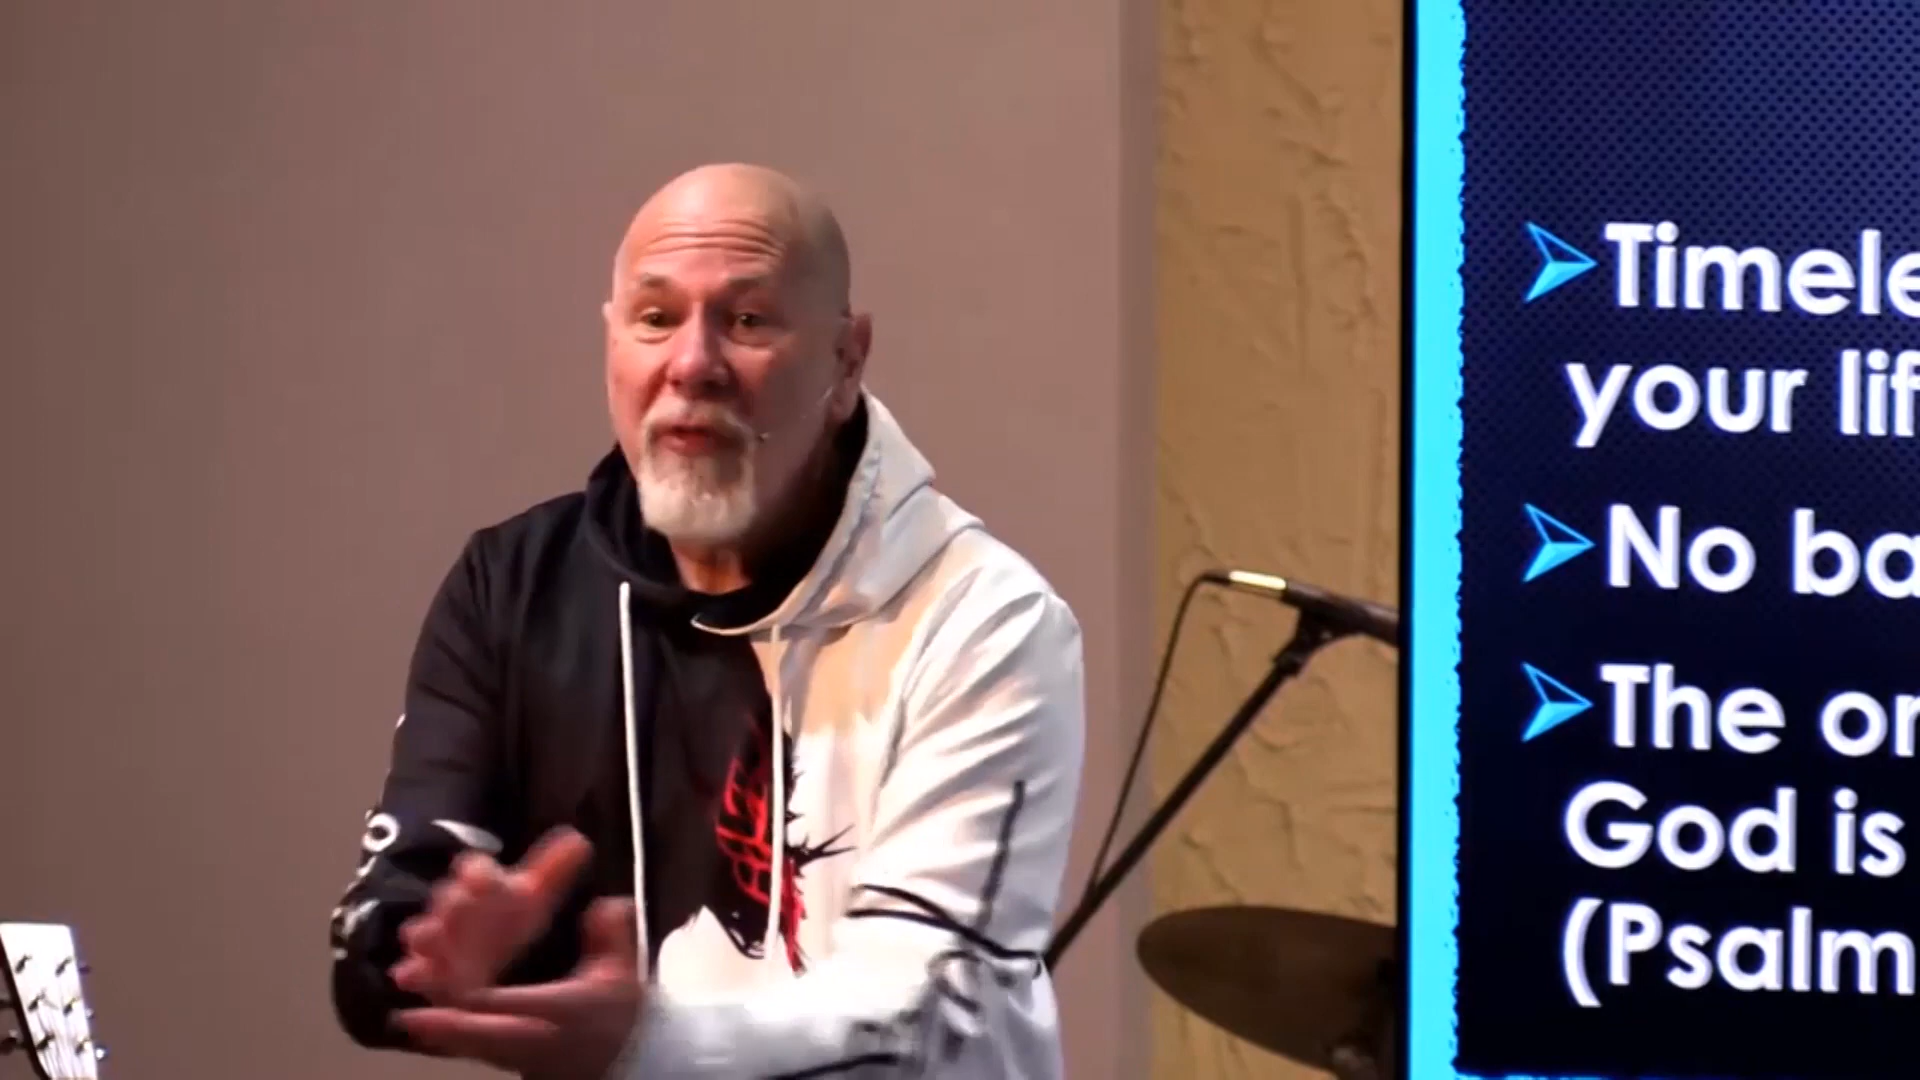 Timele
your lif
No ba
The or
God is
(Psalm